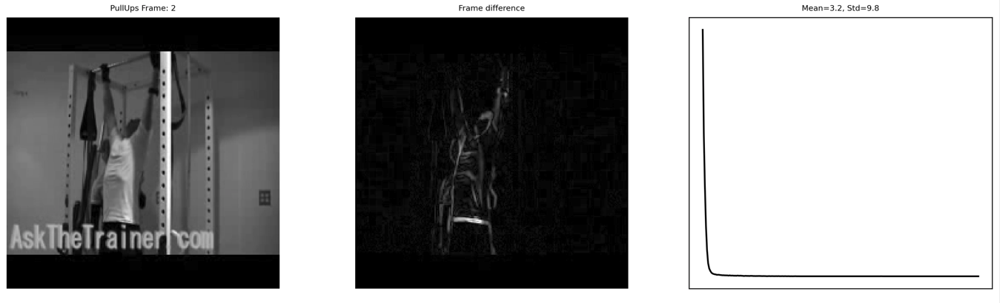 PullUps Frame: 2
Frame difference
Mean=3.2, Std=9.8
AskTheTrainer.com